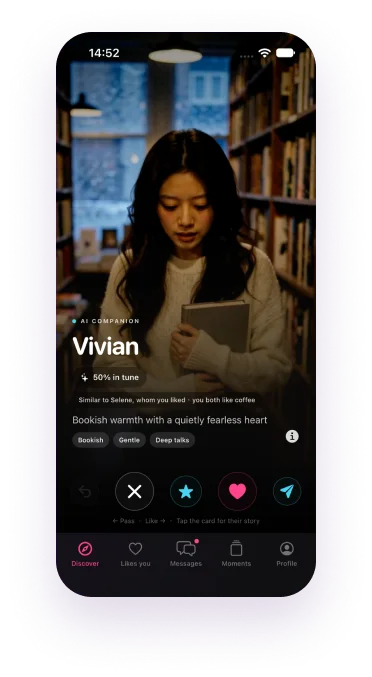 14:52
AI COMPANION
Vivian
50% in tune
Similar to Selene, whom you liked · you both like coffee
Bookish warmth with a quietly fearless heart
Bookish
Gentle
Deep talks
← Pass · Like → · Tap the card for their story
Discover
Likes you
Messages
Moments
Profile